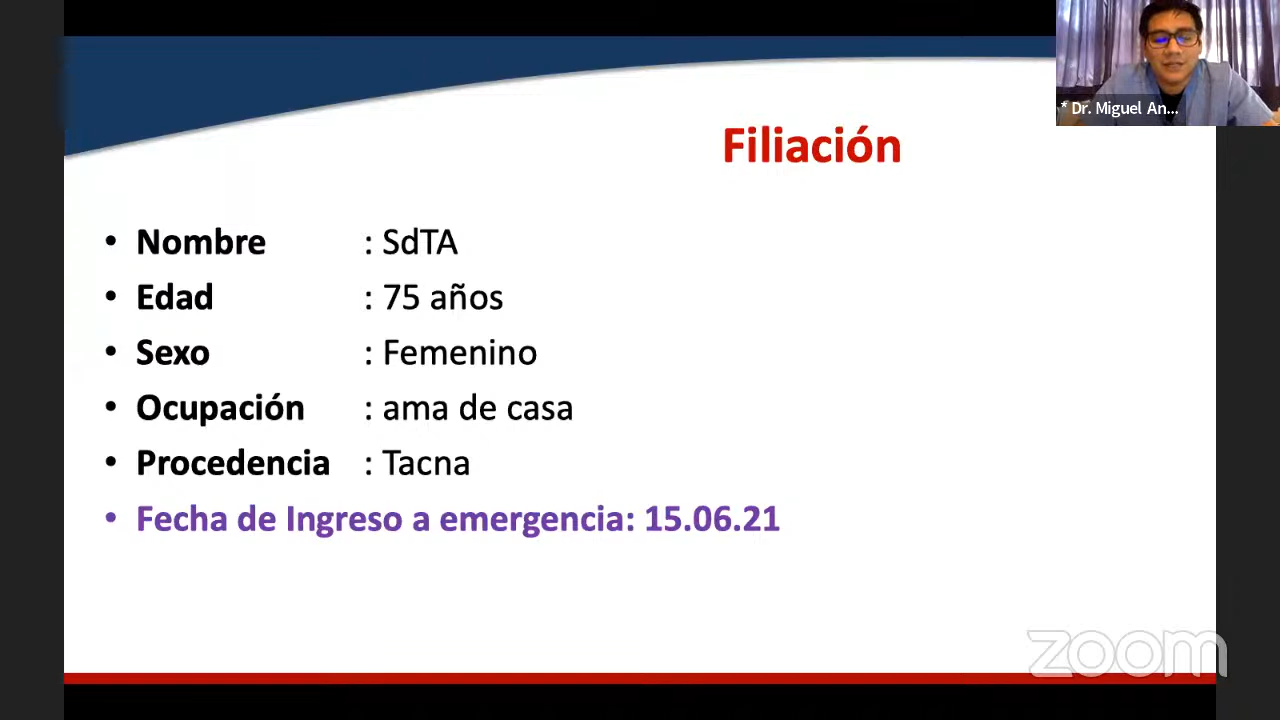 * Dr. Miguel An...
Filiación
• Nombre : SdTA
• Edad : 75 años
• Sexo : Femenino
• Ocupación : ama de casa
• Procedencia : Tacna
• Fecha de Ingreso a emergencia: 15.06.21
zoom